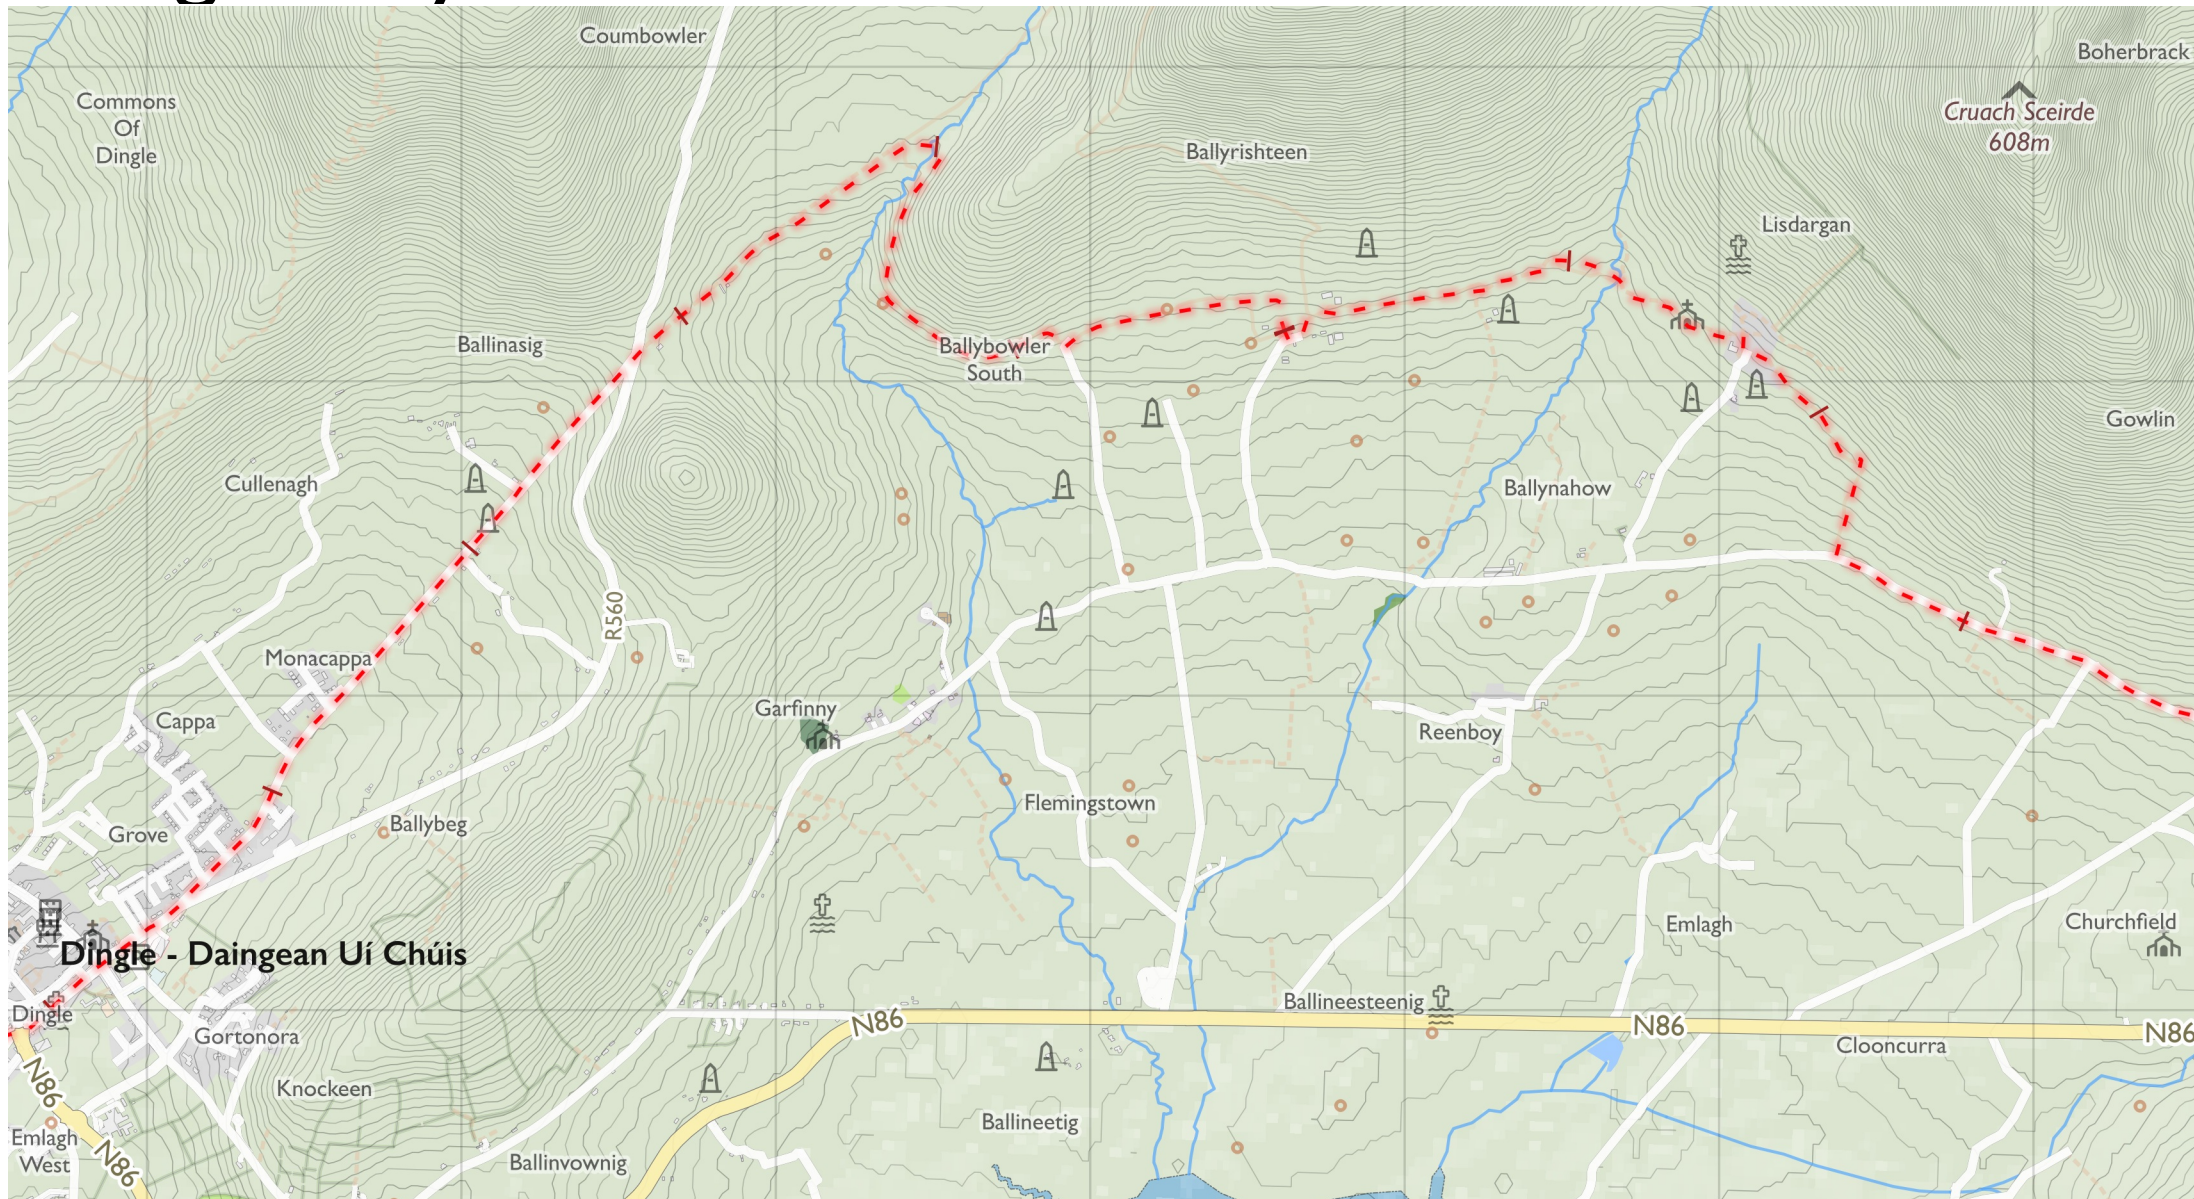 Coumbowler
Boherbrack
Commons
Of
Dingle
Cruach Sceirde
608m
Ballyrishteen
Lisdargan
Ballinasig
Ballybowler
South
Gowlin
Cullenagh
Ballynahow
R560
Monacappa
Cappa
Garfinny
Reenboy
Flemingstown
Grove
Ballybeg
Emlagh
Churchfield
Dingle - Daingean Uí Chúis
Dingle
Ballineesteenig
N86
N86
N86
Gortonora
Clooncurra
N86
Knockeen
Ballineetig
Emlagh
West
N86
Ballinvownig